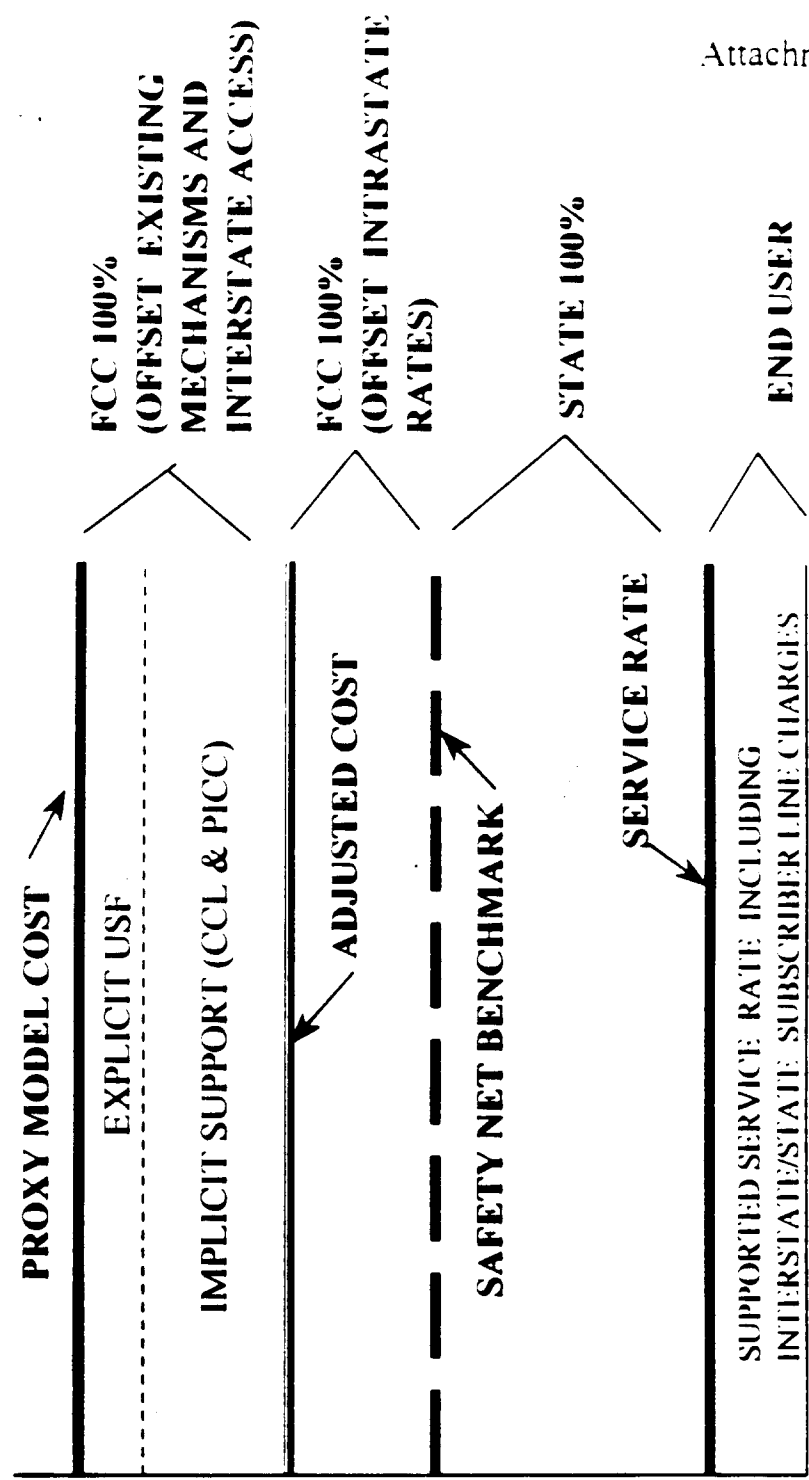 PROXY MODEL COST
EXPLICIT USF
IMPLICIT SUPPORT (CCL & PICC)
ADJUSTED COST
SAFETY NET BENCHMARK
SERVICE RATE
SUPPORTED SERVICE RATE INCLUDING
INTERSTATE/STATE SUBSCRIBER LINE CHARGES
FCC 100%
(OFFSET EXISTING
MECHANISMS AND
INTERSTATE ACCESS)
FCC 100%
(OFFSET INTRASTATE
RATES)
STATE 100%
END USER